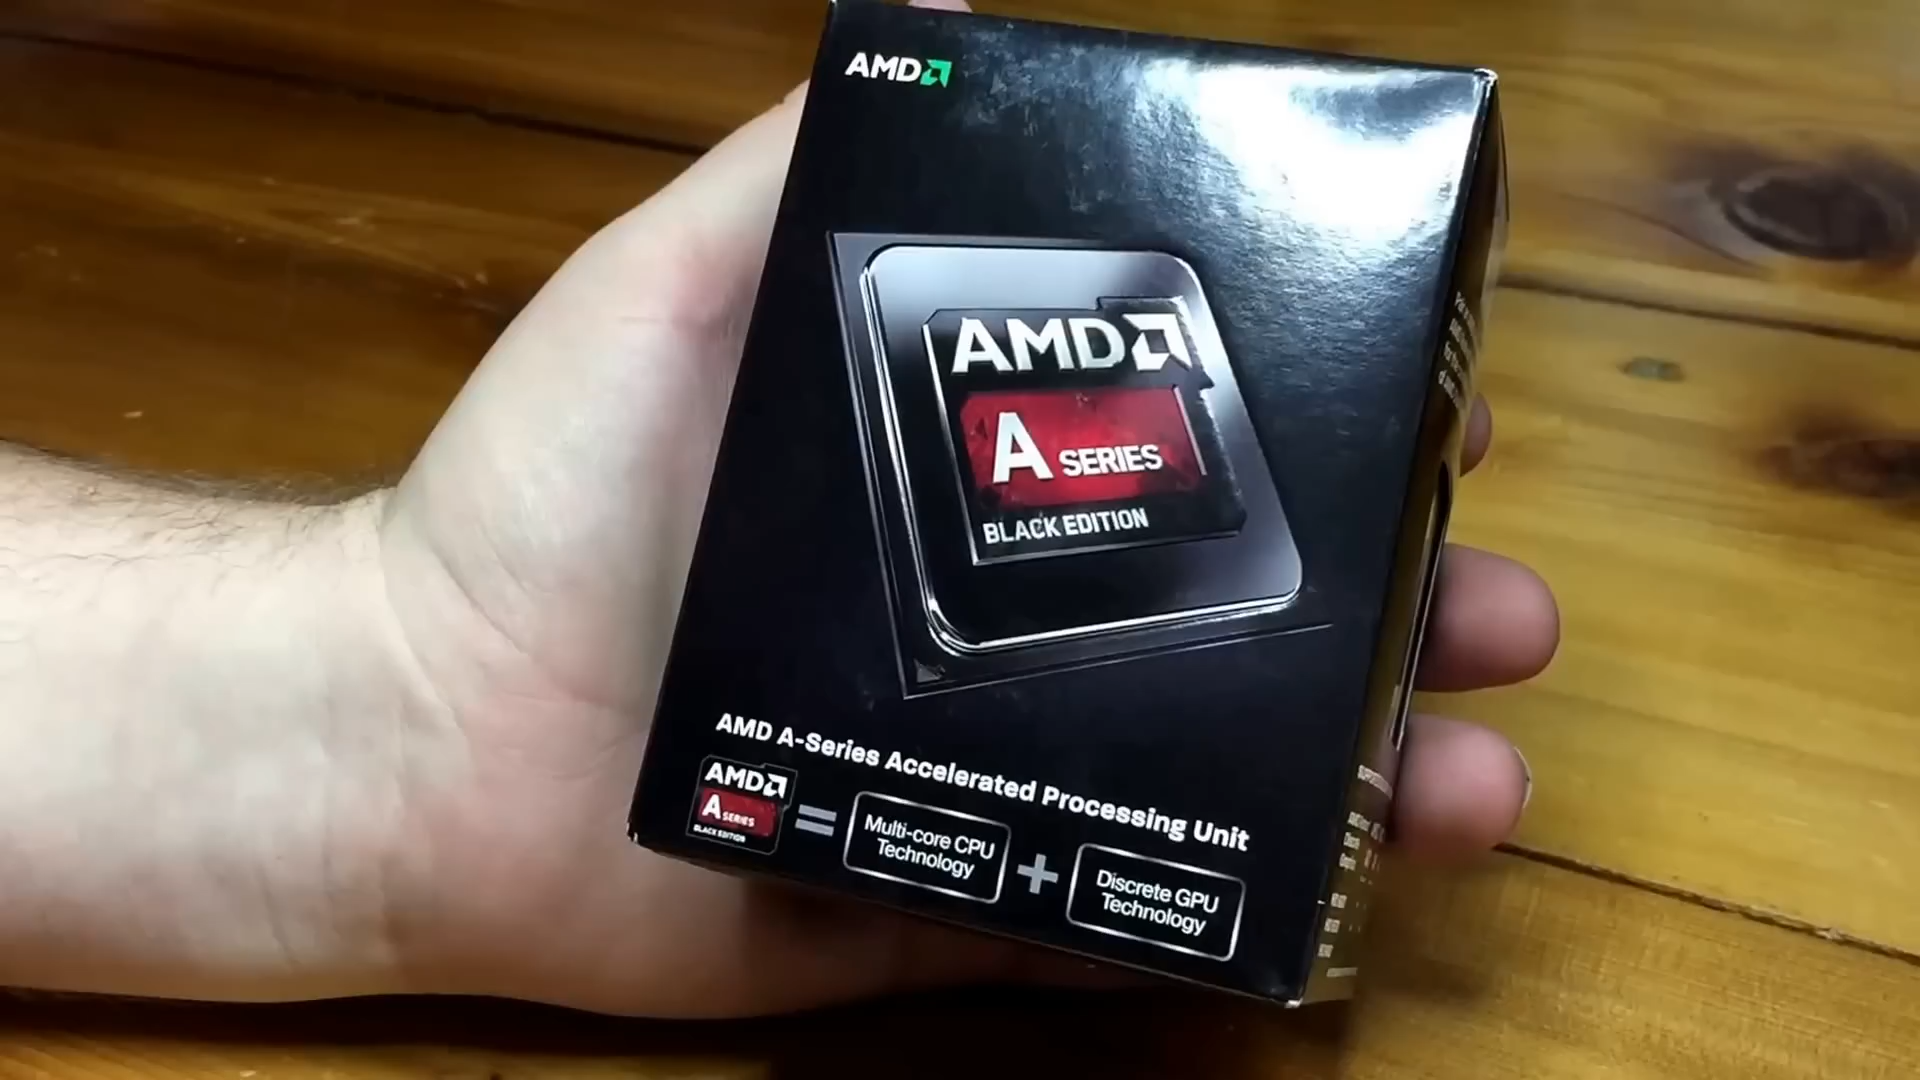 AMD
AMD
A SERIES
BLACK EDITION
AMD A-Series Accelerated Processing Unit
AMD
A SERIES
BLACK EDITION
=
Multi-core CPU
Technology
+
Discrete GPU
Technology